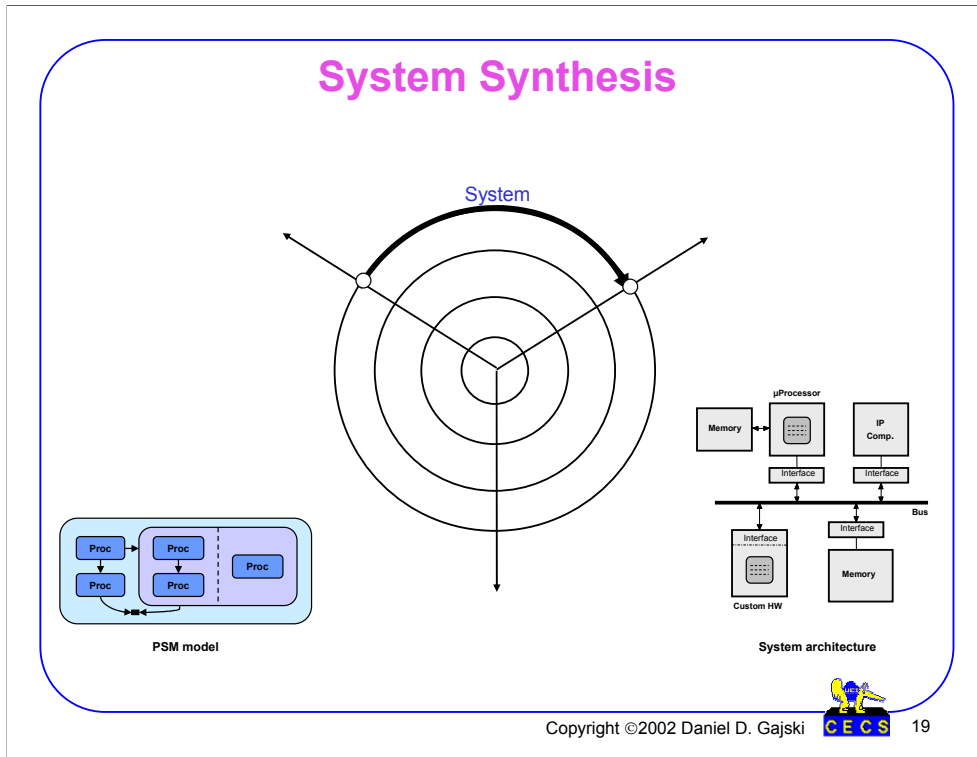 System Synthesis
System
µProcessor
Memory
IP
Comp.
Interface
Interface
Bus
Interface
Interface
Memory
Custom HW
System architecture
Proc
Proc
Proc
Proc
Proc
PSM model
Copyright ©2002 Daniel D. Gajski
UCI
CECS
19